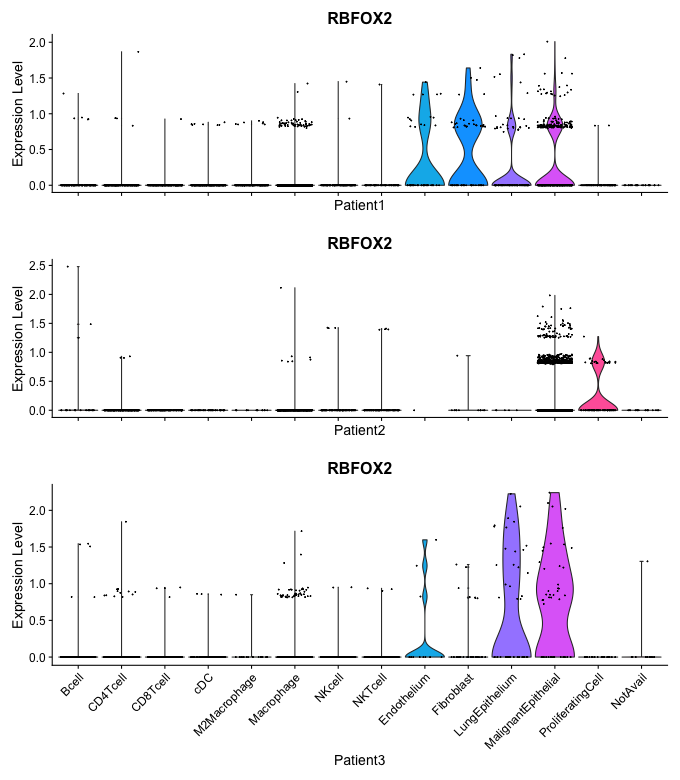 RBFOX2
Expression Level
2.0
1.5
1.0
0.5
0.0
Patient1
RBFOX2
Expression Level
2.5
2.0
1.5
1.0
0.5
0.0
Patient2
RBFOX2
Expression Level
2.0
1.5
1.0
0.5
0.0
Bcell
CD4Tcell
CD8Tcell
cDC
M2Macrophage
Macrophage
NKcell
NKTcell
Endothelium
Fibroblast
LungEpithelium
MalignantEpithelial
ProliferatingCell
NotAvail
Patient3